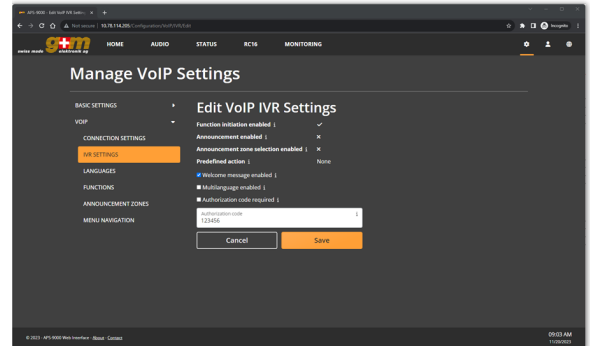 APS-9000 - Edit VoIP IVR Settin
Not secure | 10.78.114.205/Configuration/VoIP/IVR/Edit
Incognito
swiss made g+m elektronik ag
HOME AUDIO STATUS RC16 MONITORING
Manage VoIP Settings
BASIC SETTINGS
VOIP
CONNECTION SETTINGS
IVR SETTINGS
LANGUAGES
FUNCTIONS
ANNOUNCEMENT ZONES
MENU NAVIGATION
Edit VoIP IVR Settings
Function initiation enabled i ✓
Announcement enabled i ×
Announcement zone selection enabled i ×
Predefined action i None
Welcome message enabled i
Multilanguage enabled i
Authorization code required i
Authorization code i
123456
Cancel Save
© 2023 - APS-9000 Web Interface - About - Contact
09:03 AM
11/20/2023